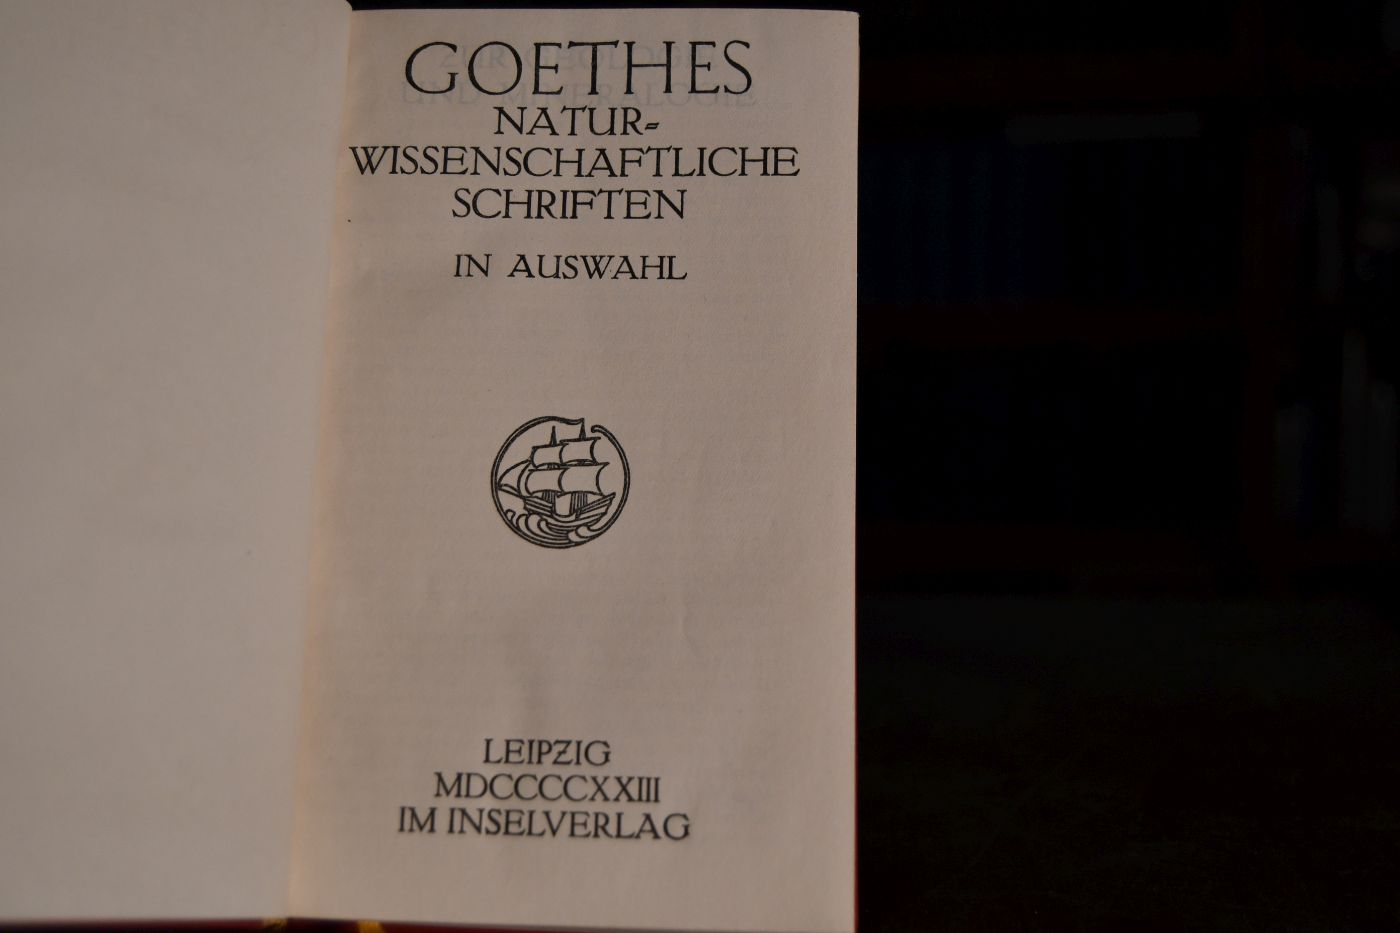 GOETHES
NATUR-
WISSENSCHAFTLICHE
SCHRIFTEN
IN AUSWAHL
LEIPZIG
MDCCCCXXIII
IM INSELVERLAG